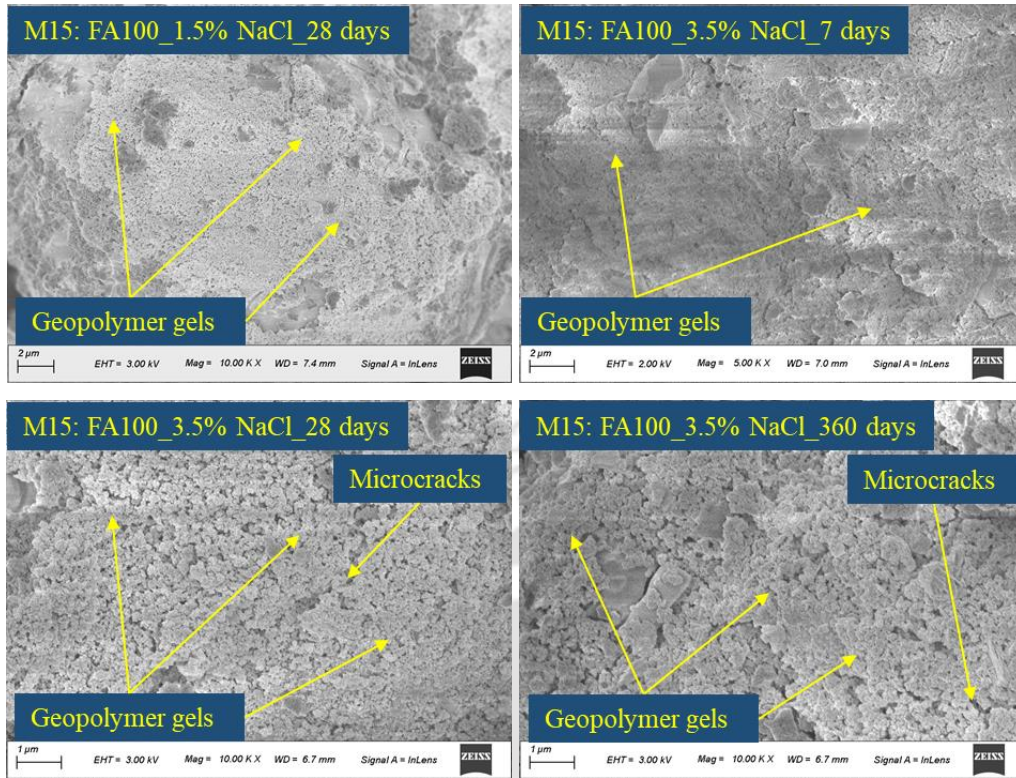 M15: FA100_1.5% NaCl_28 days
Geopolymer gels
2 µm
EHT = 3.00 kV Mag = 10.00 K X WD = 7.4 mm Signal A = InLens ZEISS
M15: FA100_3.5% NaCl_7 days
Geopolymer gels
2 µm
EHT = 2.00 kV Mag = 5.00 K X WD = 7.0 mm Signal A = InLens ZEISS
M15: FA100_3.5% NaCl_28 days
Microcracks
Geopolymer gels
1 µm
EHT = 3.00 kV Mag = 10.00 K X WD = 6.7 mm Signal A = InLens ZEISS
M15: FA100_3.5% NaCl_360 days
Microcracks
Geopolymer gels
1 µm
EHT = 3.00 kV Mag = 10.00 K X WD = 6.7 mm Signal A = InLens ZEISS